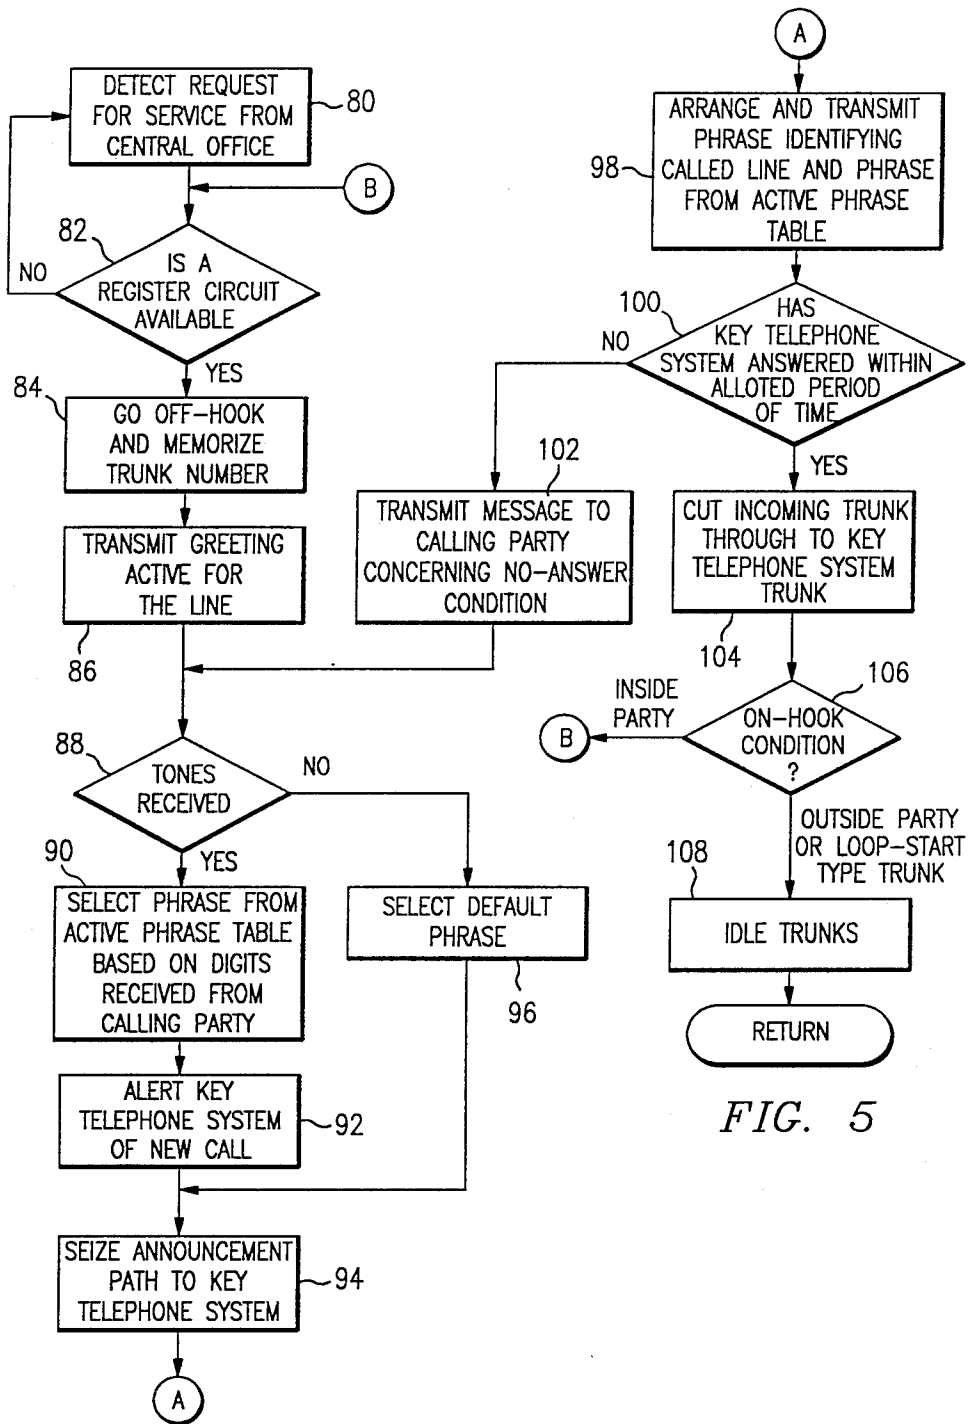 DETECT REQUEST
FOR SERVICE FROM
CENTRAL OFFICE
80
B
82
IS A
REGISTER CIRCUIT
AVAILABLE
NO
YES
84
GO OFF-HOOK
AND MEMORIZE
TRUNK NUMBER
TRANSMIT GREETING
ACTIVE FOR
THE LINE
86
88
TONES
RECEIVED
NO
YES
90
SELECT PHRASE FROM
ACTIVE PHRASE TABLE
BASED ON DIGITS
RECEIVED FROM
CALLING PARTY
SELECT DEFAULT
PHRASE
96
ALERT KEY
TELEPHONE SYSTEM
OF NEW CALL
92
SEIZE ANNOUNCEMENT
PATH TO KEY
TELEPHONE SYSTEM
94
A
A
ARRANGE AND TRANSMIT
PHRASE IDENTIFYING
CALLED LINE AND PHRASE
FROM ACTIVE PHRASE
TABLE
98
100
HAS
KEY TELEPHONE
SYSTEM ANSWERED WITHIN
ALLOTED PERIOD
OF TIME
NO
YES
102
TRANSMIT MESSAGE TO
CALLING PARTY
CONCERNING NO-ANSWER
CONDITION
CUT INCOMING TRUNK
THROUGH TO KEY
TELEPHONE SYSTEM
TRUNK
104
106
ON-HOOK
CONDITION
?
INSIDE
PARTY
B
OUTSIDE PARTY
OR LOOP-START
TYPE TRUNK
108
IDLE TRUNKS
RETURN
FIG. 5